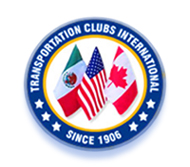 TRANSPORTATION CLUBS INTERNATIONAL
SINCE 1906